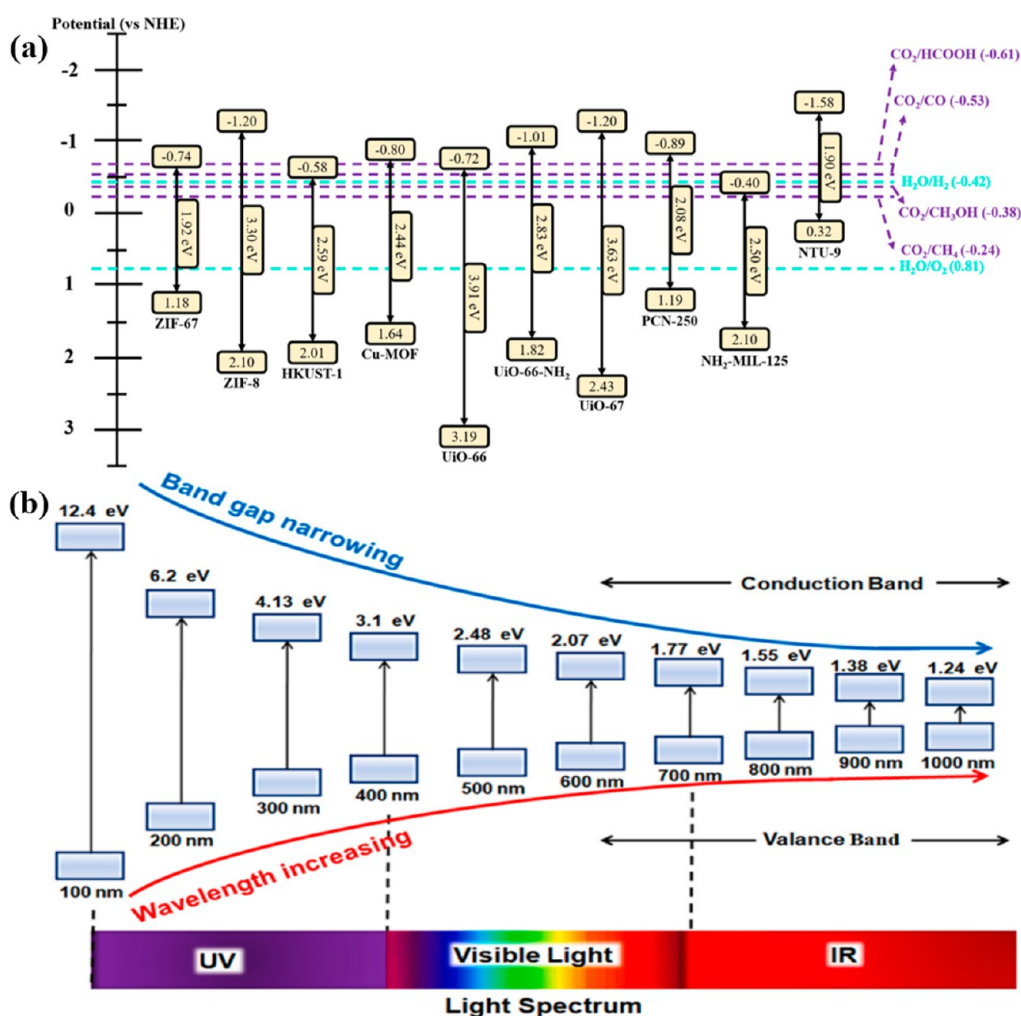 Potential (vs NHE)
(a)
-2
-1
0
1
2
3
-0.74
1.92 eV
1.18
ZIF-67
-1.20
3.30 eV
2.10
ZIF-8
-0.58
2.59 eV
2.01
HKUST-1
-0.80
2.44 eV
1.64
Cu-MOF
-0.72
3.91 eV
3.19
UiO-66
-1.01
2.83 eV
1.82
UiO-66-NH₂
-1.20
3.63 eV
2.43
UiO-67
-0.89
2.08 eV
1.19
PCN-250
-0.40
2.50 eV
2.10
NH₂-MIL-125
-1.58
1.90 eV
0.32
NTU-9
CO₂/HCOOH (-0.61)
CO₂/CO (-0.53)
H₂O/H₂ (-0.42)
CO₂/CH₃OH (-0.38)
CO₂/CH₄ (-0.24)
H₂O/O₂ (0.81)
(b)
Band gap narrowing
Conduction Band
12.4 eV
6.2 eV
4.13 eV
3.1 eV
2.48 eV
2.07 eV
1.77 eV
1.55 eV
1.38 eV
1.24 eV
100 nm
200 nm
300 nm
400 nm
500 nm
600 nm
700 nm
800 nm
900 nm
1000 nm
Wavelength increasing
Valance Band
UV
Visible Light
IR
Light Spectrum